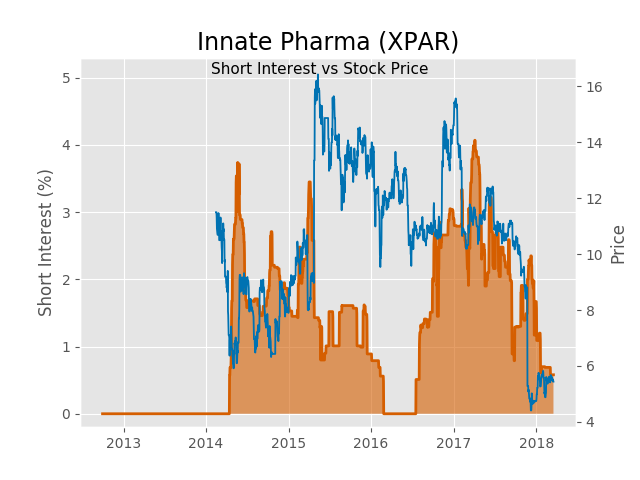 Innate Pharma (XPAR)
Short Interest vs Stock Price
Short Interest (%)
5
4
3
2
1
0
16
14
12
10
8
6
4
Price
2013 2014 2015 2016 2017 2018